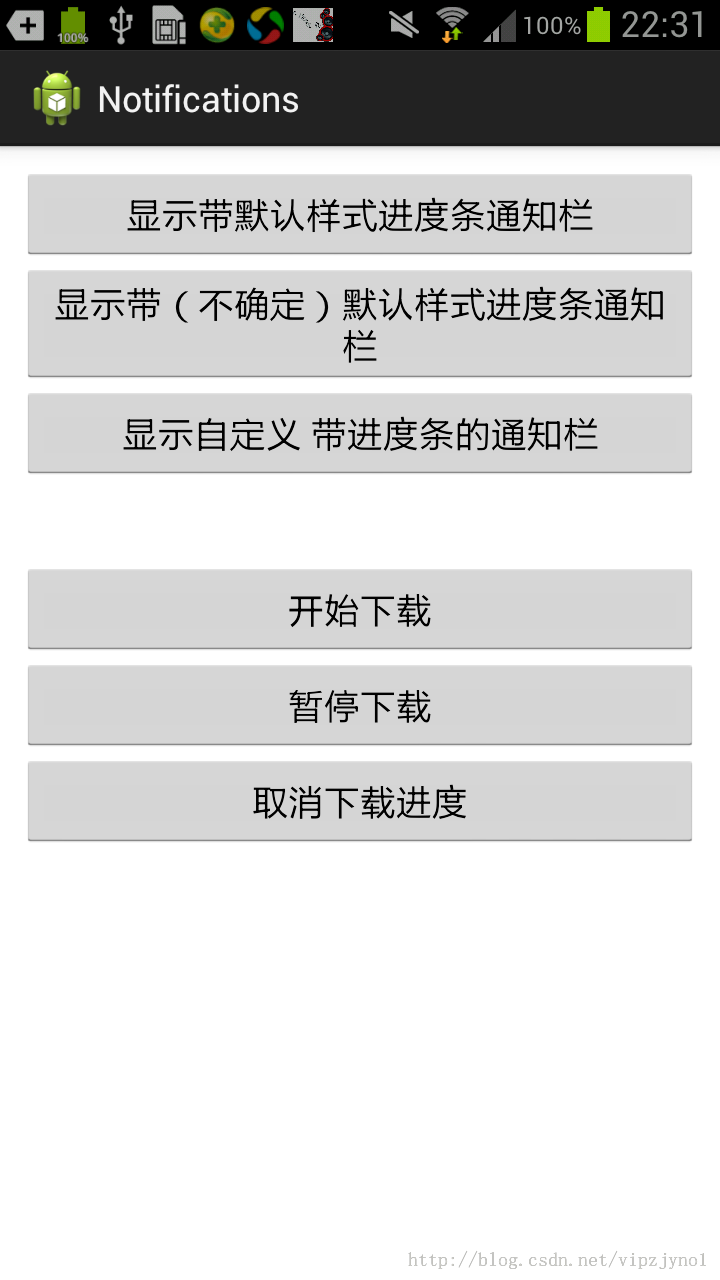 100%
100%
22:31
Notifications
显示带默认样式进度条通知栏
显示带（不确定）默认样式进度条通知
栏
显示自定义 带进度条的通知栏
开始下载
暂停下载
取消下载进度
http://blog.csdn.net/vipzjyno1